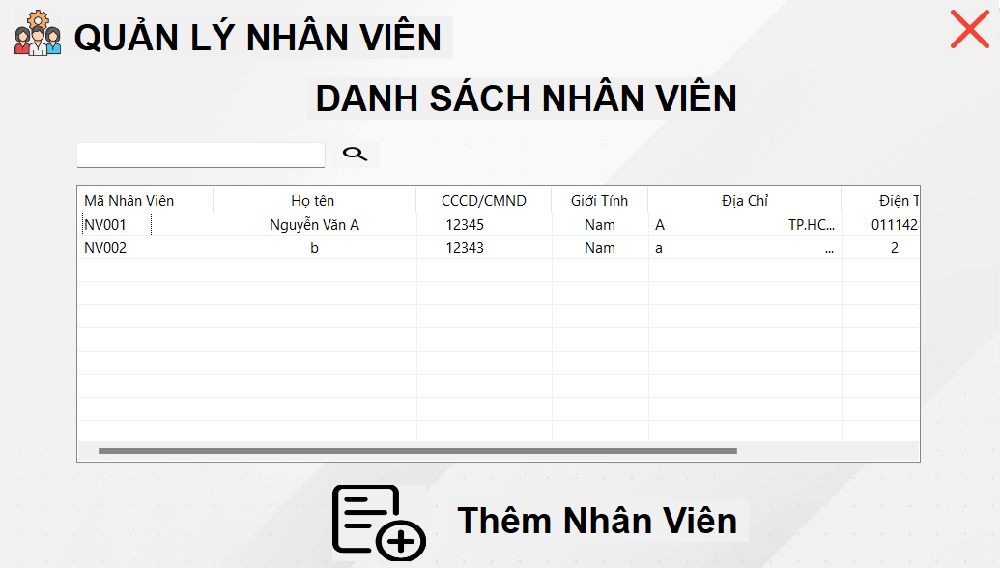 QUẢN LÝ NHÂN VIÊN
DANH SÁCH NHÂN VIÊN
Mã Nhân Viên Họ tên CCCD/CMND Giới Tính Địa Chỉ Điện T
NV001 Nguyễn Văn A 12345 Nam A TP.HC... 011142
NV002 b 12343 Nam a ... 2
Thêm Nhân Viên